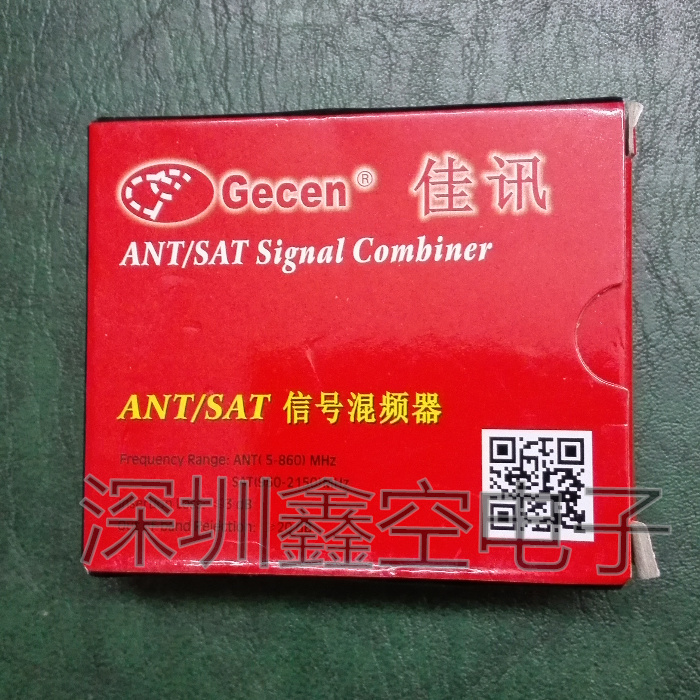 Gecen® 佳讯
ANT/SAT Signal Combiner
ANT/SAT 信号混频器
Frequency Range: ANT( 5-860) MHz
深圳鑫空电子